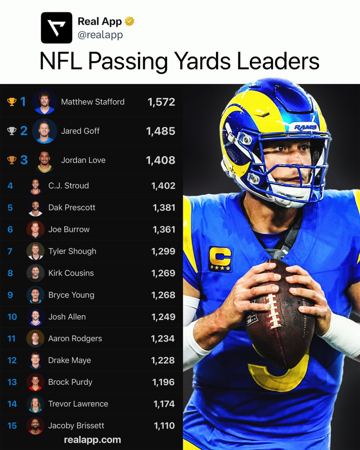 Real App
@realapp
NFL Passing Yards Leaders
1 Matthew Stafford 1,572
2 Jared Goff 1,485
3 Jordan Love 1,408
4 C.J. Stroud 1,402
5 Dak Prescott 1,381
6 Joe Burrow 1,361
7 Tyler Shough 1,299
8 Kirk Cousins 1,269
9 Bryce Young 1,268
10 Josh Allen 1,249
11 Aaron Rodgers 1,234
12 Drake Maye 1,228
13 Brock Purdy 1,196
14 Trevor Lawrence 1,174
15 Jacoby Brissett 1,110
realapp.com
RAMS
C